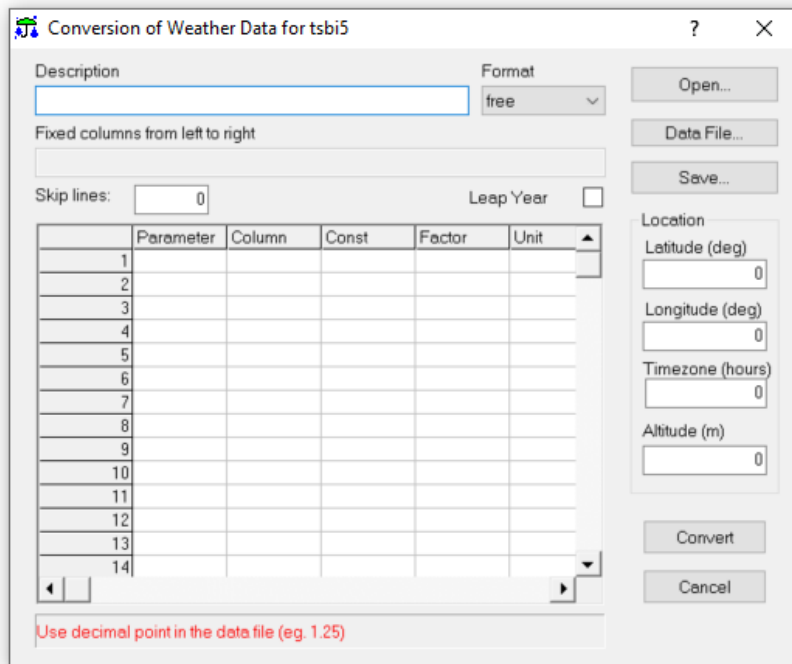 Conversion of Weather Data for tsbi5 ?
Description
Format
free
Open...
Fixed columns from left to right
Data File...
Skip lines: 0
Leap Year
Save...
Parameter Column Const Factor Unit
1
2
3
4
5
6
7
8
9
10
11
12
13
14
Location
Latitude (deg)
0
Longitude (deg)
0
Timezone (hours)
0
Altitude (m)
0
Convert
Cancel
Use decimal point in the data file (eg. 1.25)